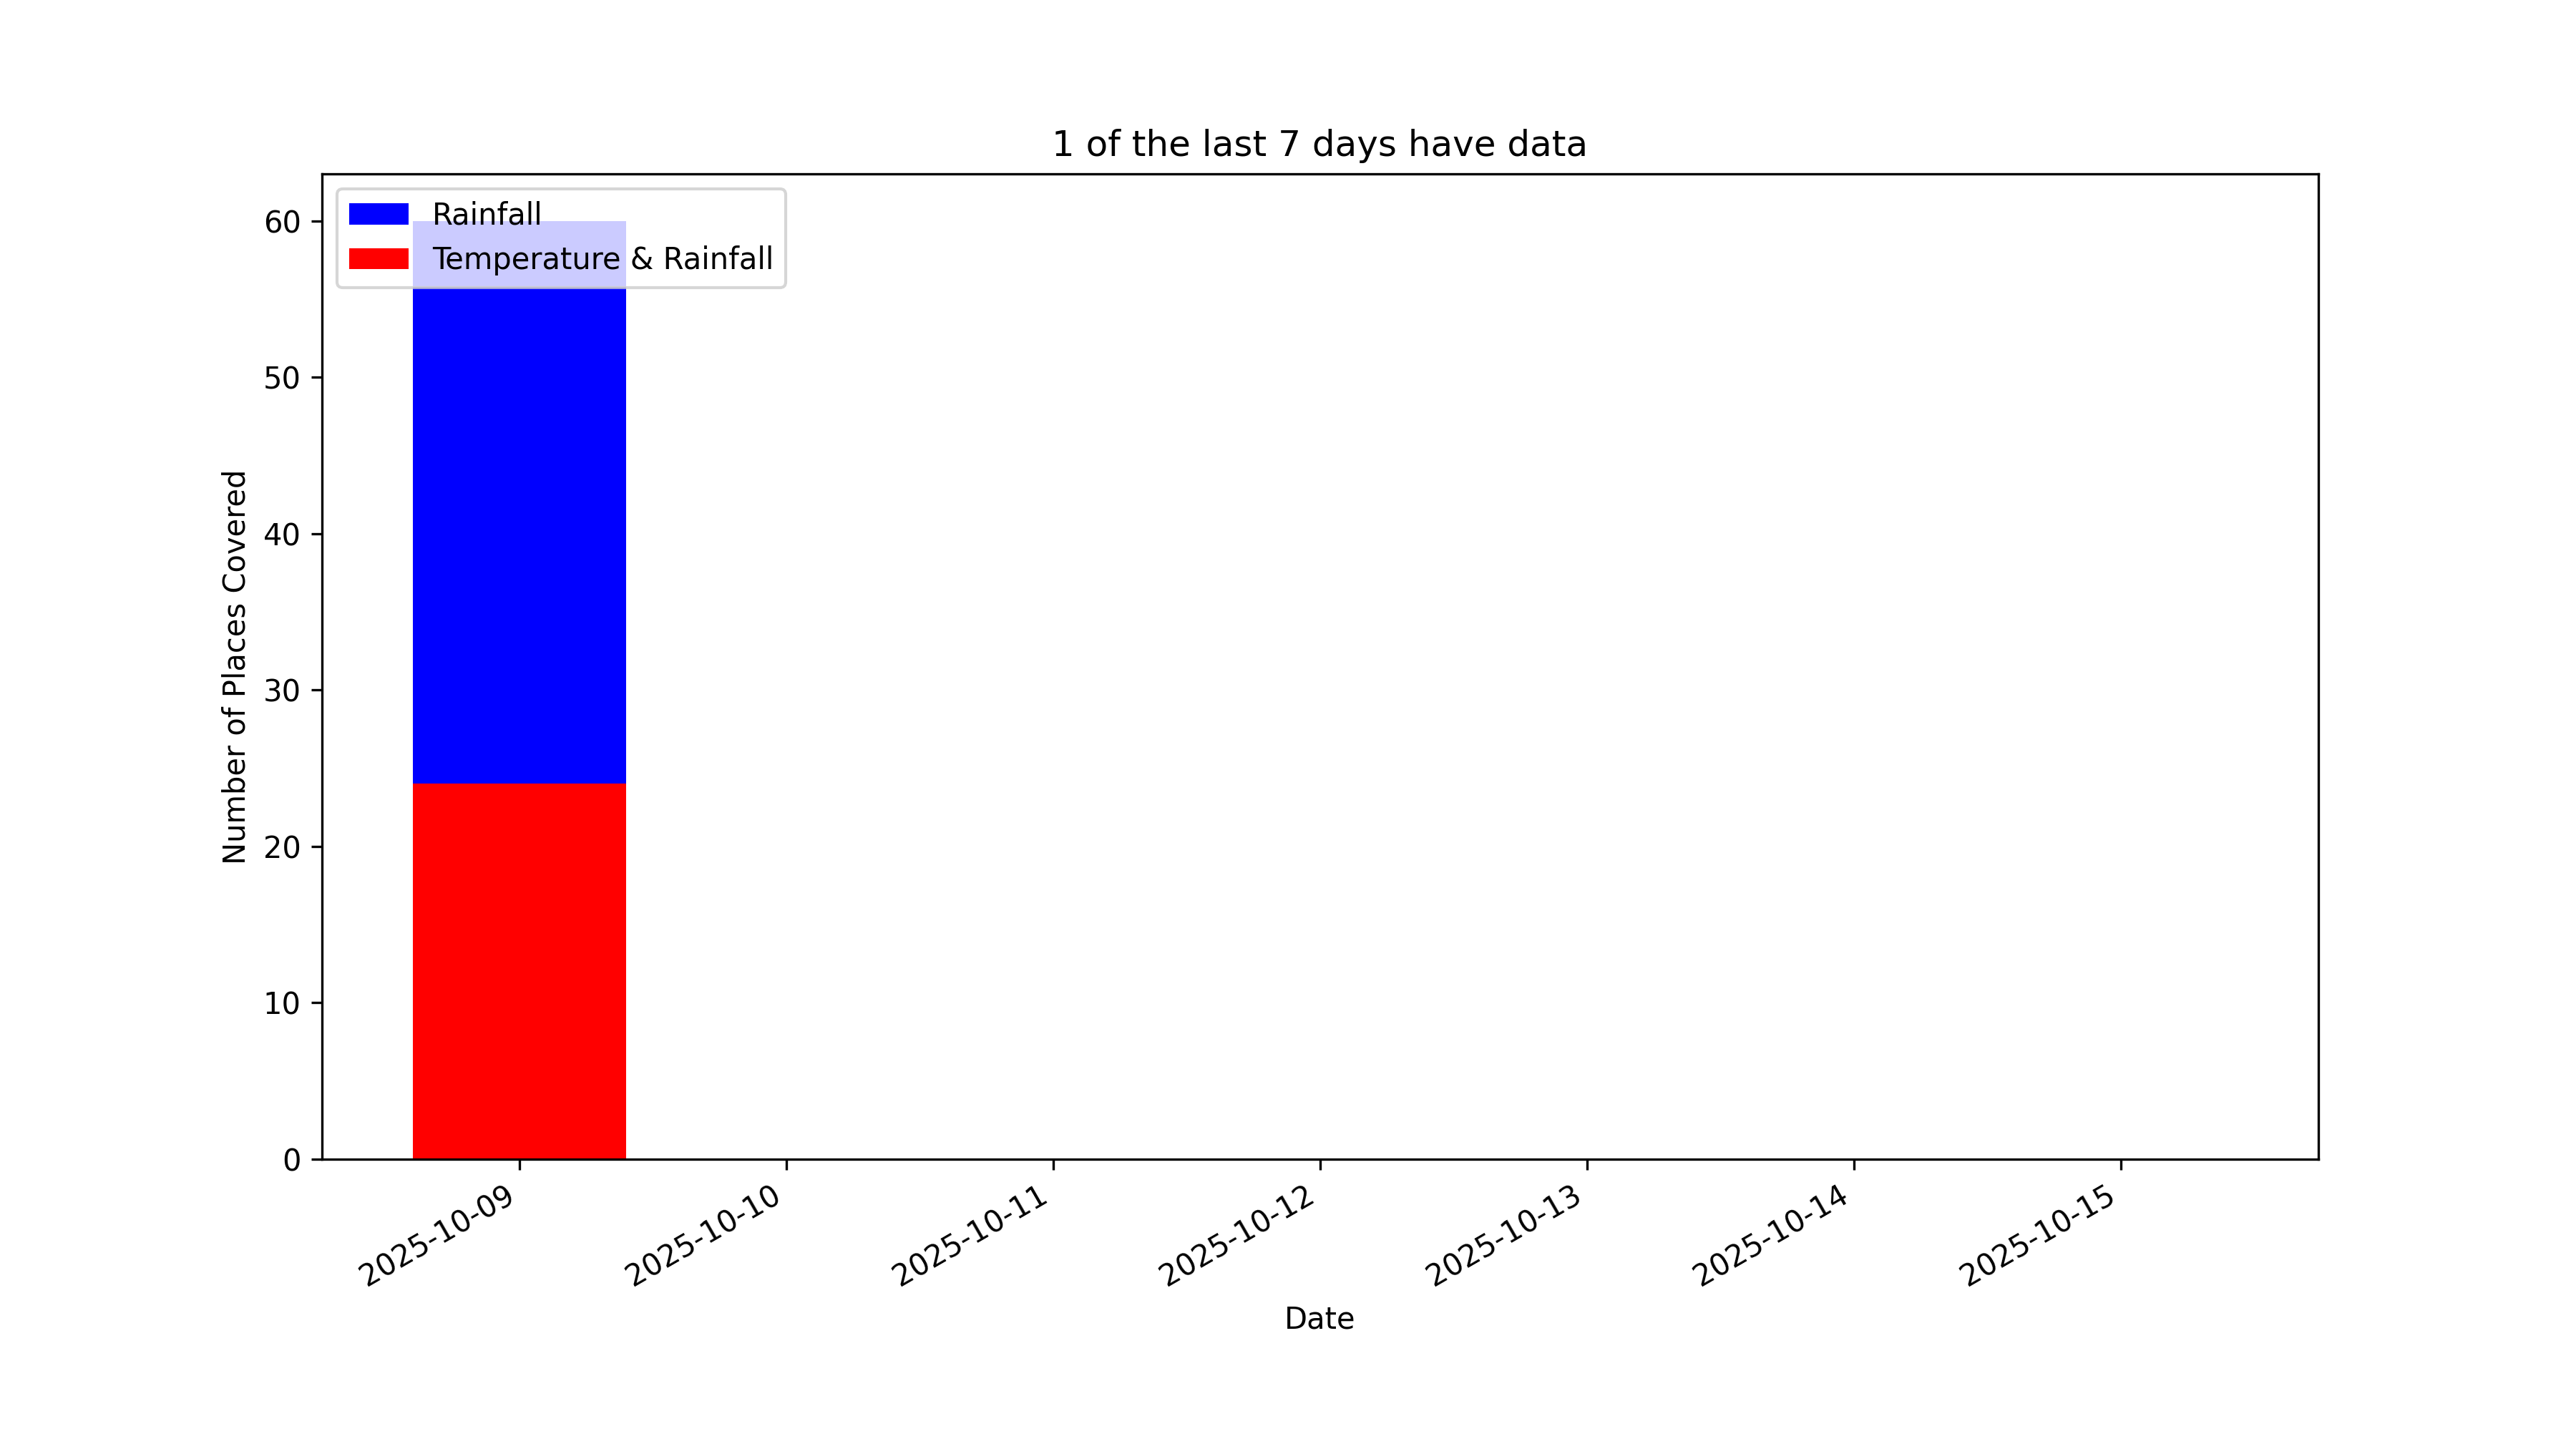 1 of the last 7 days have data
Rainfall
Temperature & Rainfall
60
50
40
30
20
10
0
Number of Places Covered
2025-10-09
2025-10-10
2025-10-11
2025-10-12
2025-10-13
2025-10-14
2025-10-15
Date